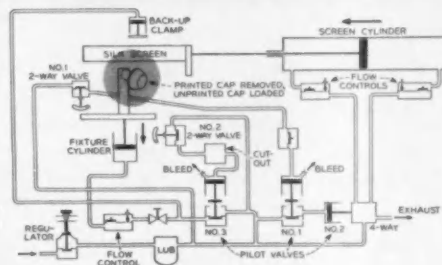 BACK-UP
CLAMP
SCREEN CYLINDER
NO.1
2-WAY VALVE
SILK SCREEN
PRINTED CAP REMOVED,
UNPRINTED CAP LOADED
FLOW
CONTROLS
NO.2
2-WAY VALVE
FIXTURE
CYLINDER
CUT-
OUT
BLEED
BLEED
REGU-
LATOR
EXHAUST
LUB
NO.3
NO.1
NO.2
4-WAY
FLOW
CONTROL
PILOT VALVES